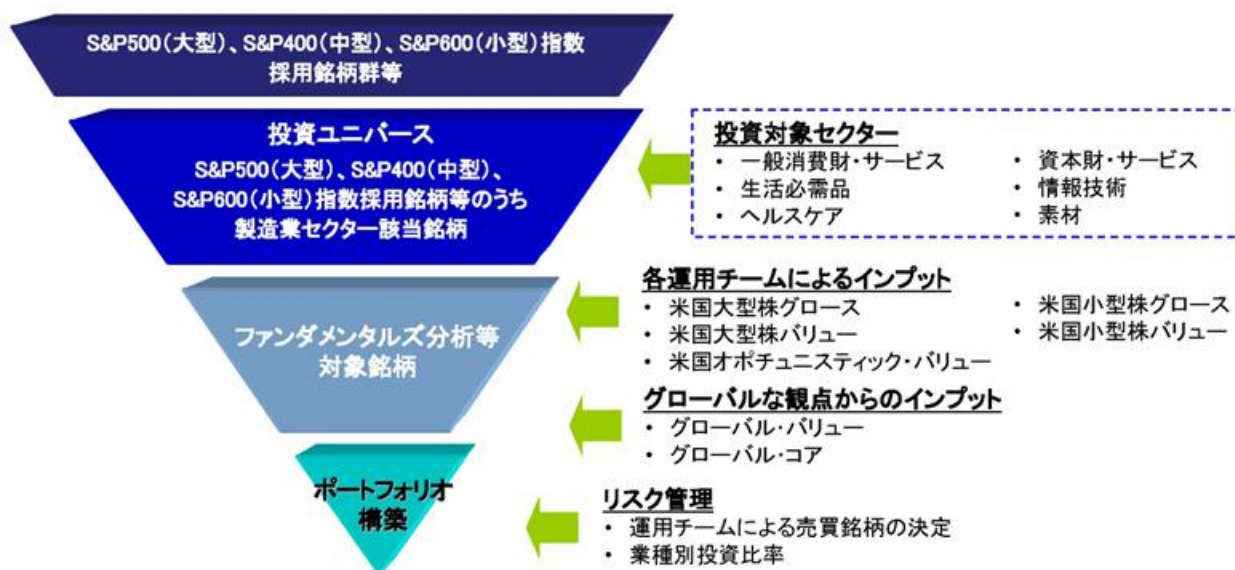 S&P500(大型)、S&P400(中型)、S&P600(小型)指数
採用銘柄群等
投資ユニバース
S&P500(大型)、S&P400(中型)、
S&P600(小型)指数採用銘柄等のうち
製造業セクター該当銘柄
投資対象セクター
・ 一般消費財・サービス
・ 生活必需品
・ ヘルスケア
・ 資本財・サービス
・ 情報技術
・ 素材
ファンダメンタルズ分析等
対象銘柄
各運用チームによるインプット
・ 米国大型株グロース
・ 米国大型株バリュー
・ 米国オポチュニスティック・バリュー
・ 米国小型株グロース
・ 米国小型株バリュー
グローバルな観点からのインプット
・ グローバル・バリュー
・ グローバル・コア
ポートフォリオ
構築
リスク管理
・ 運用チームによる売買銘柄の決定
・ 業種別投資比率